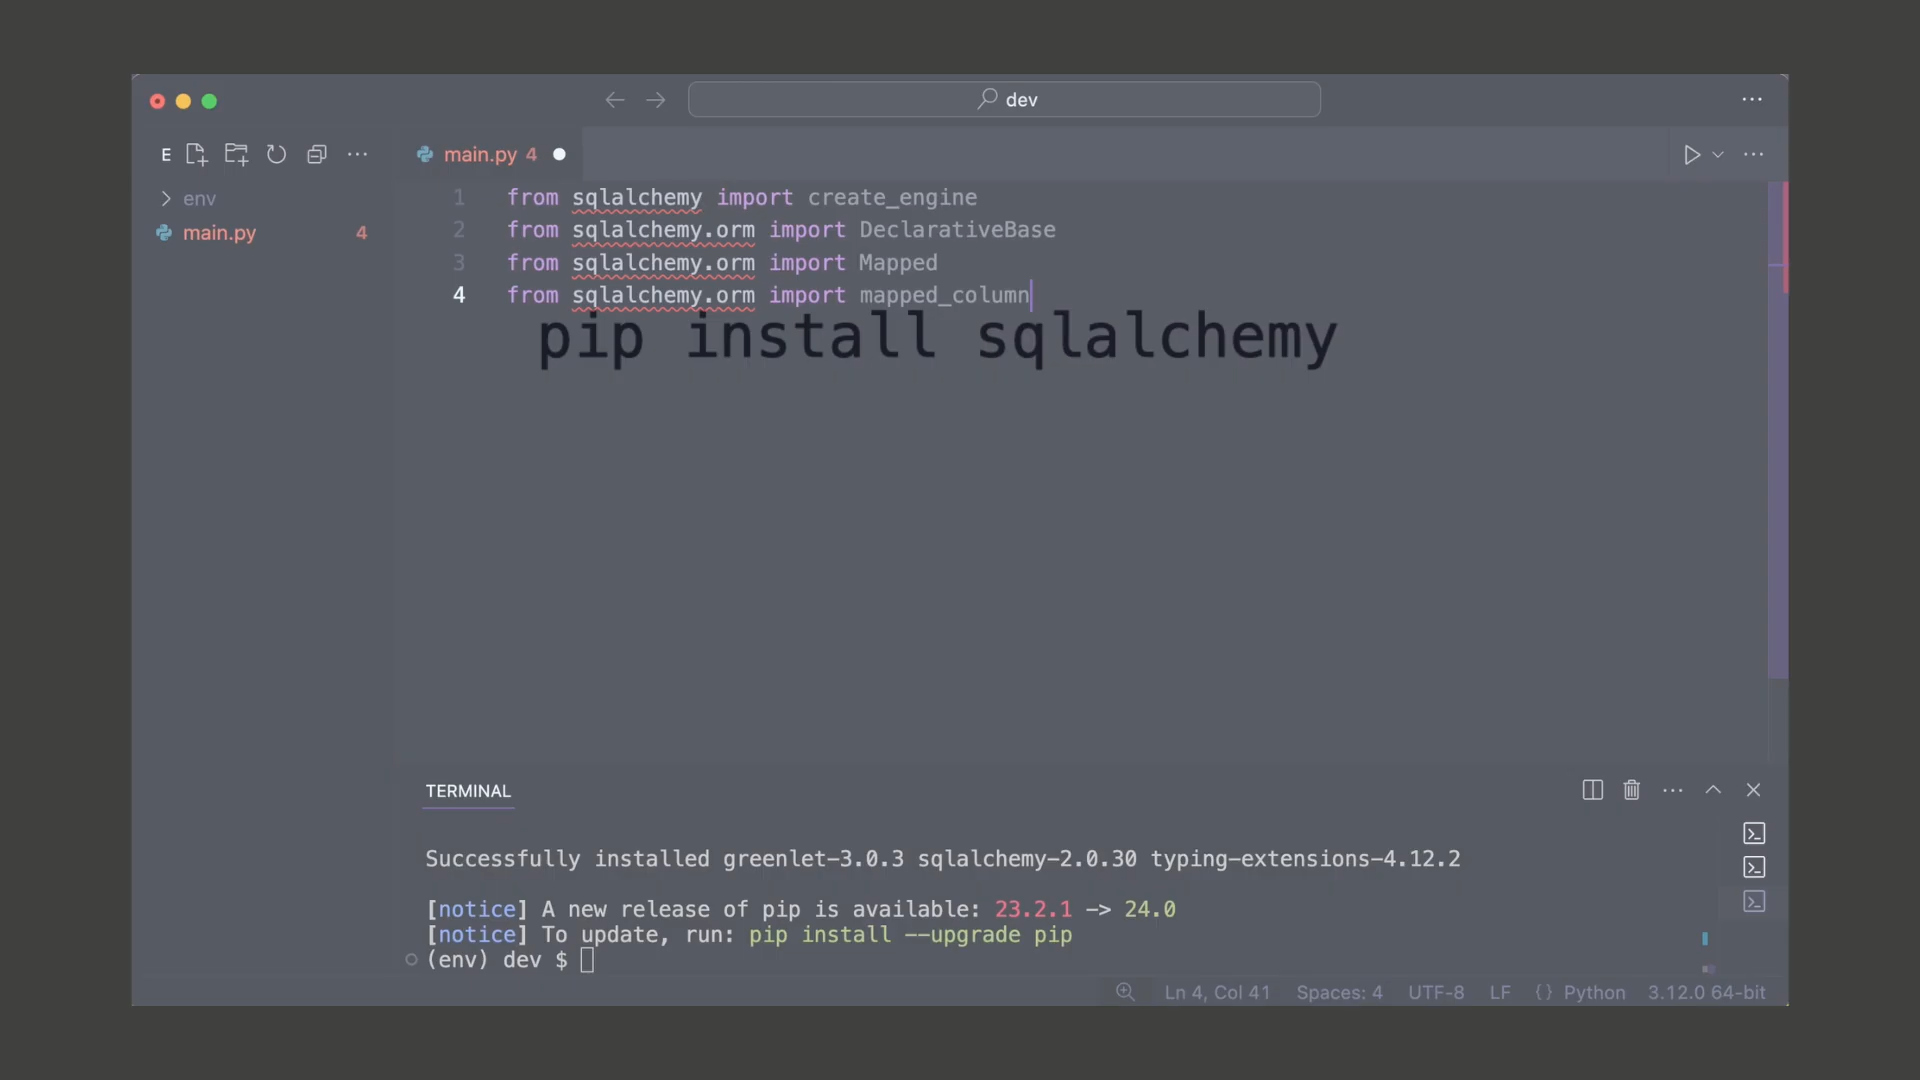 dev
E
main.py 4
env
main.py 4
1 from sqlalchemy import create_engine
2 from sqlalchemy.orm import DeclarativeBase
3 from sqlalchemy.orm import Mapped
4 from sqlalchemy.orm import mapped_column
pip install sqlalchemy
TERMINAL
Successfully installed greenlet-3.0.3 sqlalchemy-2.0.30 typing-extensions-4.12.2
[notice] A new release of pip is available: 23.2.1 -> 24.0
[notice] To update, run: pip install --upgrade pip
(env) dev $
Ln 4, Col 41 Spaces: 4 UTF-8 LF {} Python 3.12.0 64-bit